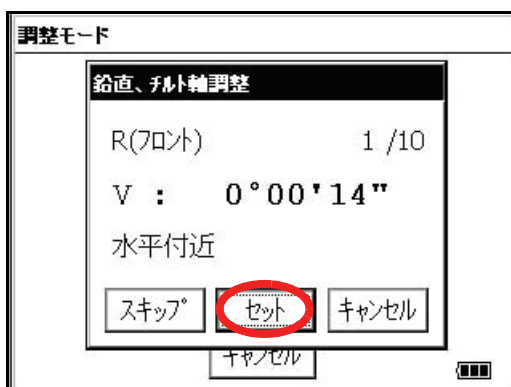 調整モード
鉛直、チルト軸調整
R(フロント) 1 /10
V : 0°00'14"
水平付近
スキップ セット キャンセル
キャンセル